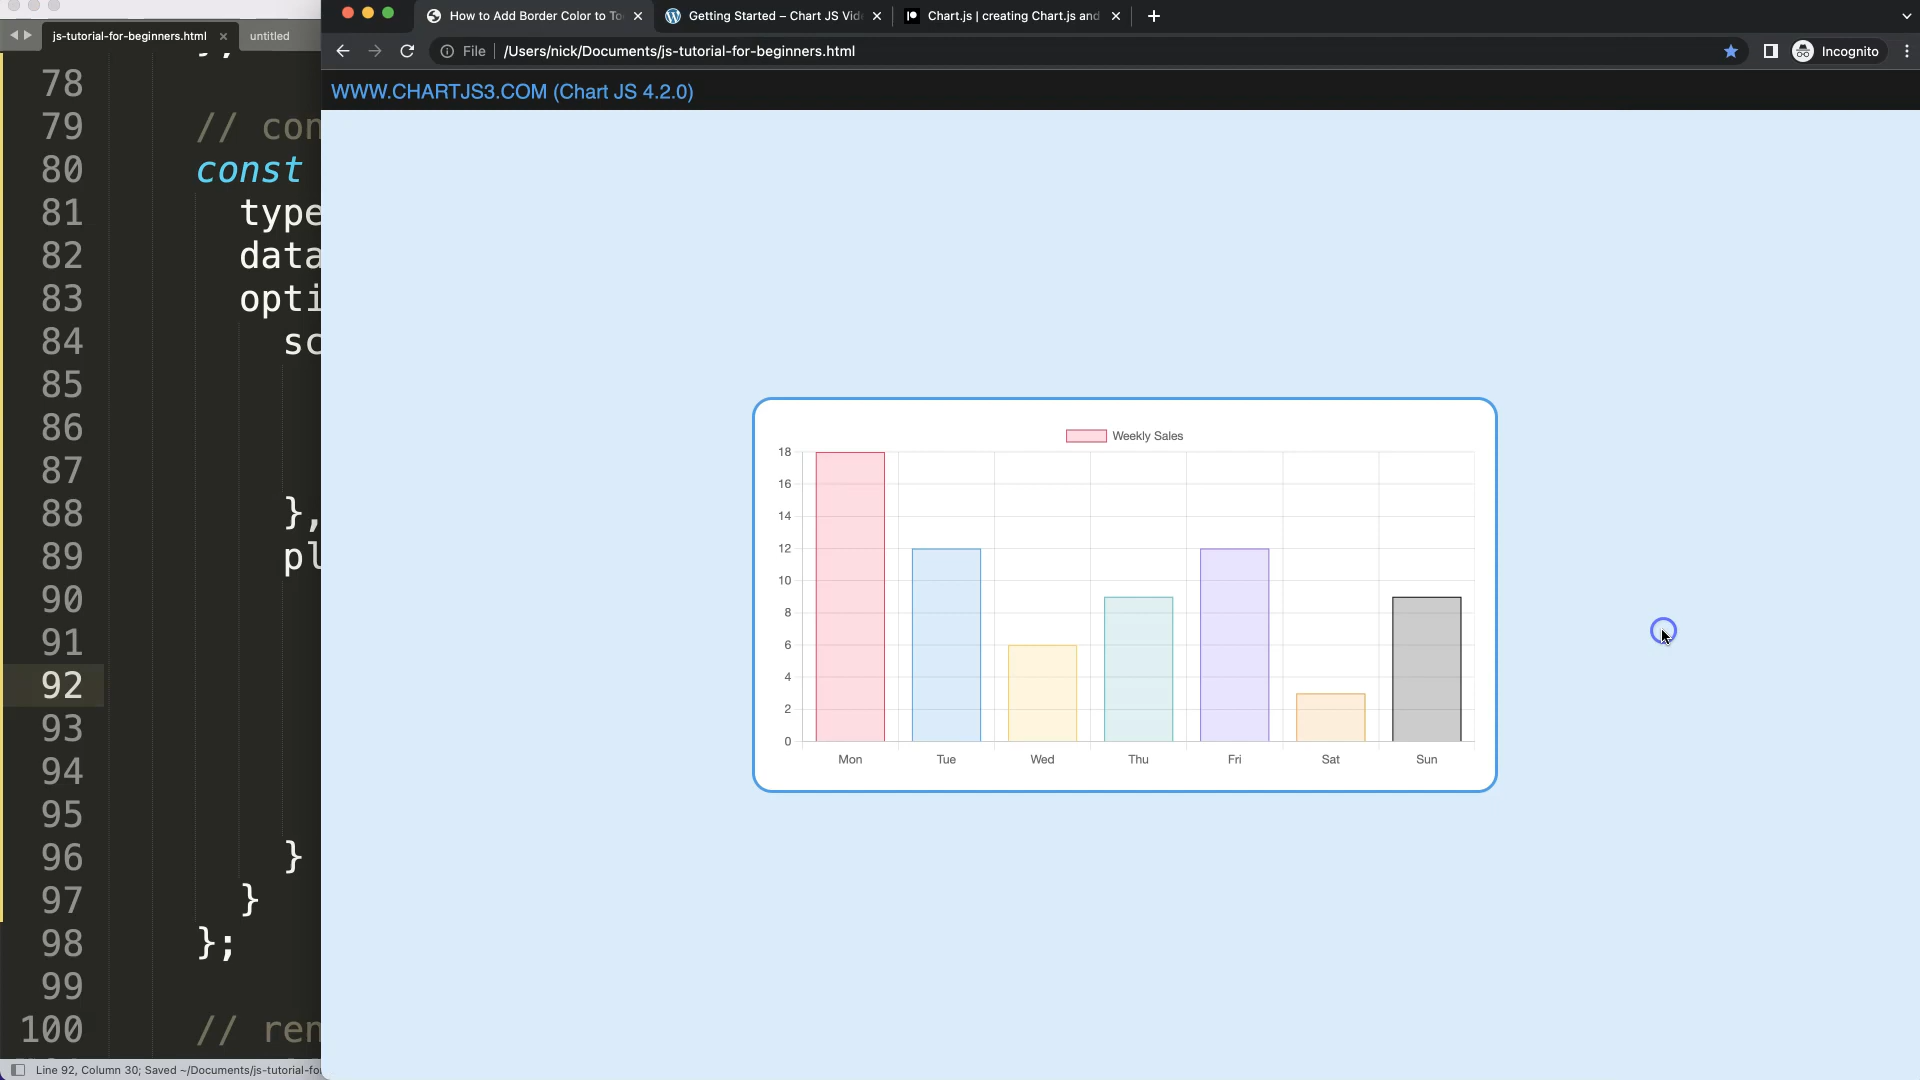 js-tutorial-for-beginners.html
untitled
78
79 // con
80 const
81 type
82 data
83 opti
84 sc
85
86
87
88 },
89 pl
90
91
92
93
94
95
96 }
97 }
98 };
99
100 // ren
Line 92, Column 30; Saved ~/Documents/js-tutorial-fo
How to Add Border Color to To
Getting Started – Chart JS Vid
Chart.js | creating Chart.js and
File /Users/nick/Documents/js-tutorial-for-beginners.html
Incognito
WWW.CHARTJS3.COM (Chart JS 4.2.0)
Weekly Sales
18
16
14
12
10
8
6
4
2
0
Mon Tue Wed Thu Fri Sat Sun